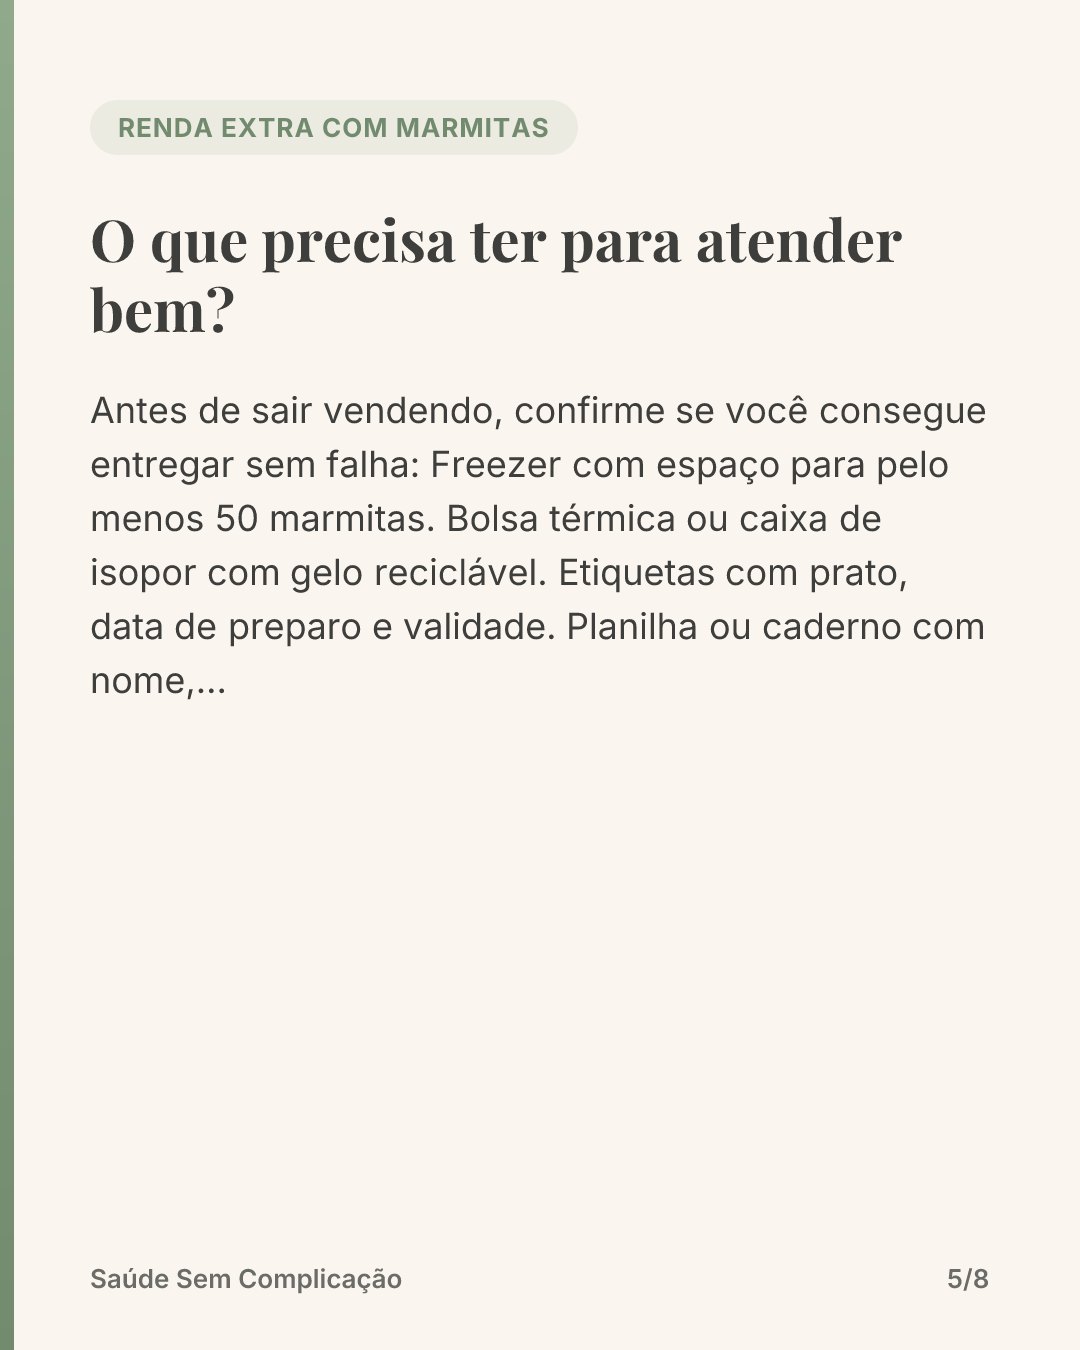 RENDA EXTRA COM MARMITAS
O que precisa ter para atender
bem?
Antes de sair vendendo, confirme se você consegue
entregar sem falha: Freezer com espaço para pelo
menos 50 marmitas. Bolsa térmica ou caixa de
isopor com gelo reciclável. Etiquetas com prato,
data de preparo e validade. Planilha ou caderno com
nome,...
Saúde Sem Complicação
5/8